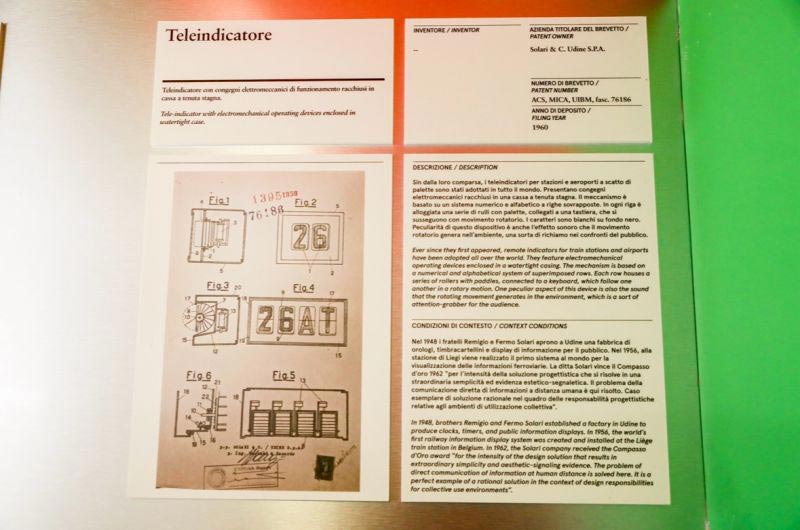 Teleindicatore
Teleindicatore con congegni elettromeccanici di funzionamento racchiusi in
cassa a tenuta stagna.
Tele-indicator with electromechanical operating devices enclosed in
watertight case.
INVENTORE / INVENTOR
–
AZIENDA TITOLARE DEL BREVETTO /
PATENT OWNER
Solari & C. Udine S.P.A.
NUMERO DI BREVETTO /
PATENT NUMBER
ACS, MICA, UIBM, fasc. 76186
ANNO DI DEPOSITO /
FILING YEAR
1960
Fig.1
Fig.2
76186
26
Fig.3
Fig.4
26AT
Fig.6
Fig.5
DESCRIZIONE / DESCRIPTION
Sin dalla loro comparsa, i teleindicatori per stazioni e aeroporti a scatto di
palette sono stati adottati in tutto il mondo. Presentano congegni
elettromeccanici racchiusi in una cassa a tenuta stagna. Il meccanismo è
basato su un sistema numerico e alfabetico a righe sovrapposte. In ogni riga è
alloggiata una serie di rulli con palette, collegati a una tastiera, che si
susseguono con movimento rotatorio. I caratteri sono bianchi su fondo nero.
Peculiarità di questo dispositivo è anche l'effetto sonoro che il movimento
rotatorio genera nell'ambiente, una sorta di richiamo nei confronti del pubblico.
Ever since they first appeared, remote indicators for train stations and airports
have been adopted all over the world. They feature electromechanical
operating devices enclosed in a watertight casing. The mechanism is based on
a numerical and alphabetical system of superimposed rows. Each row houses a
series of rollers with paddles, connected to a keyboard, which follow one
another in a rotary motion. One peculiar aspect of this device is also the sound
that the rotating movement generates in the environment, which is a sort of
attention-grabber for the audience.
CONDIZIONI DI CONTESTO / CONTEXT CONDITIONS
Nel 1948 i fratelli Remigio e Fermo Solari aprono a Udine una fabbrica di
orologi, timbracartellini e display di informazione per il pubblico. Nel 1956, alla
stazione di Liegi viene realizzato il primo sistema al mondo per la
visualizzazione delle informazioni ferroviarie. La ditta Solari vince il Compasso
d'oro 1962 "per l'intensità della soluzione progettistica che si risolve in una
straordinaria semplicità ed evidenza estetico-segnaletica. Il problema della
comunicazione diretta di informazioni a distanza umana è qui risolto. Caso
esemplare di soluzione razionale nel quadro delle responsabilità progettistiche
relative agli ambienti di utilizzazione collettiva".
In 1948, brothers Remigio and Fermo Solari established a factory in Udine to
produce clocks, timers, and public information displays. In 1956, the world's
first railway information display system was created and installed at the Liège
train station in Belgium. In 1962, the Solari company received the Compasso
d'Oro award "for the intensity of the design solution that results in
extraordinary simplicity and aesthetic-signaling evidence. The problem of
direct communication of information at human distance is solved here. It is a
perfect example of a rational solution in the context of design responsibilities
for collective use environments".